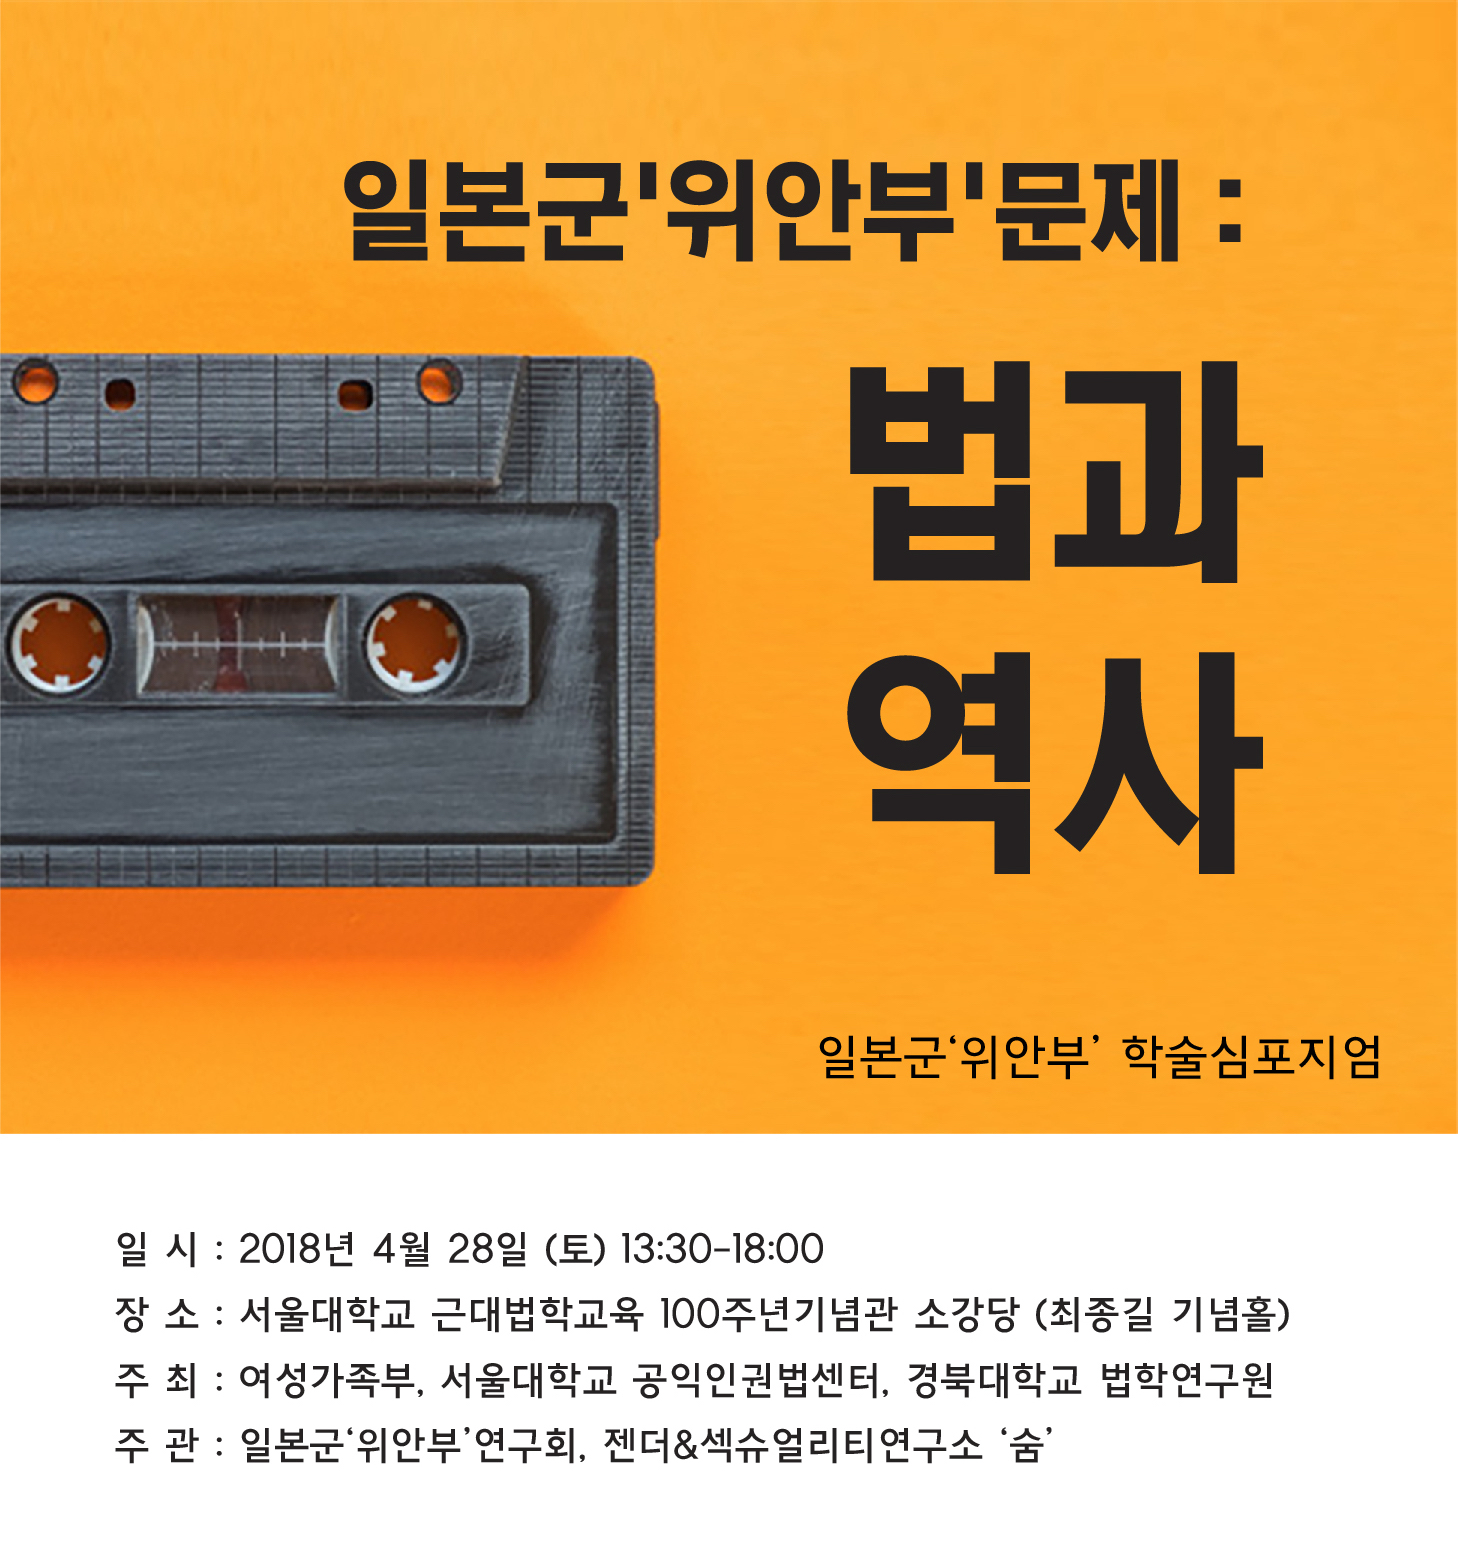 일본군'위안부'문제 :
법과
역사
일본군‘위안부’ 학술심포지엄
일 시 : 2018년 4월 28일 (토) 13:30-18:00
장 소 : 서울대학교 근대법학교육 100주년기념관 소강당 (최종길 기념홀)
주 최 : 여성가족부, 서울대학교 공익인권법센터, 경북대학교 법학연구원
주 관 : 일본군‘위안부’연구회, 젠더&섹슈얼리티연구소 ‘숨’